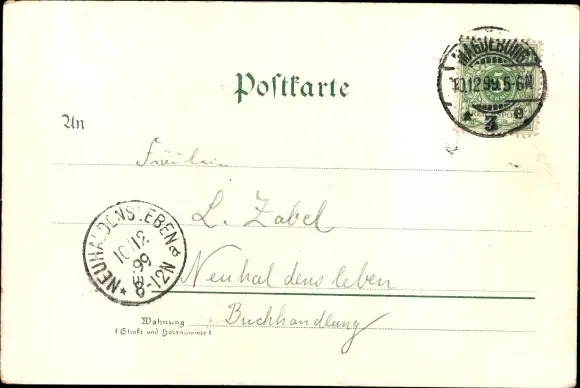 MAGDEBURG
10.12.99. 5-6N
* 3 e
Postkarte
An
Fräulein
L. Zabel
NEUHALDENSLEBEN
10/12
99
8-12N
Neuhaldensleben
Buchhandlung
Wohnung
(Straße und Hausnummer)